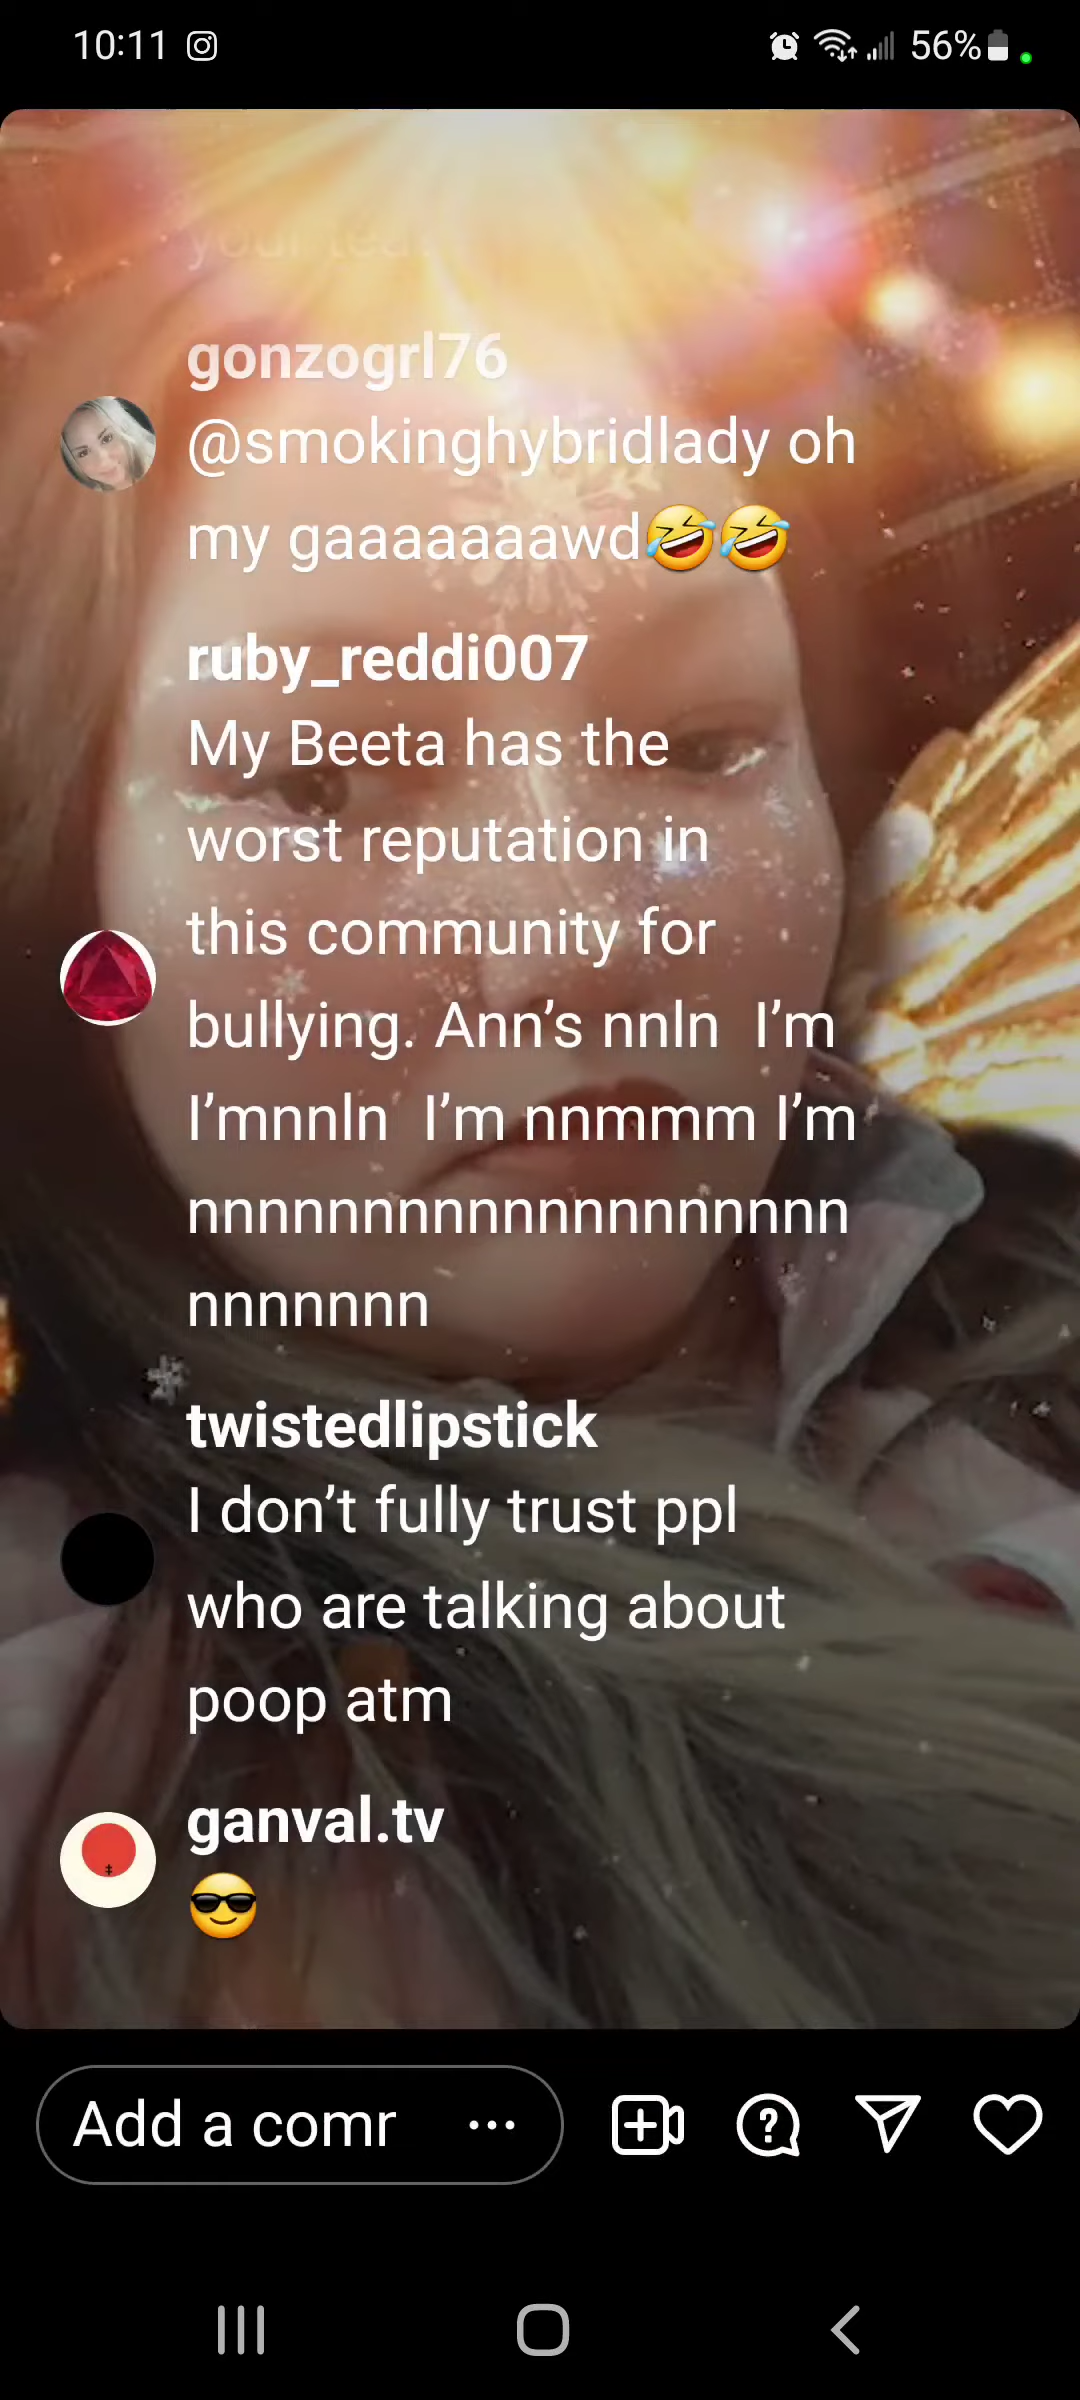 10:11
56%
gonzogrl76
@smokinghybridlady oh
my gaaaaaaawd🤣🤣
ruby_reddi007
My Beeta has the
worst reputation in
this community for
bullying. Ann’s nnln  I’m
I’mnnln  I’m nnmmm I’m
nnnnnnnnnnnnnnnnnnn
nnnnnnn
twistedlipstick
I don’t fully trust ppl
who are talking about
poop atm
ganval.tv
😎
Add a comr